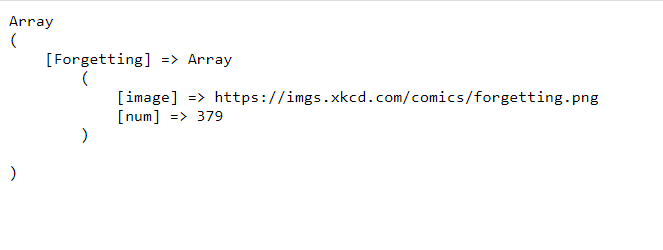 Array
(
    [Forgetting] => Array
        (
            [image] => https://imgs.xkcd.com/comics/forgetting.png
            [num] => 379
        )

)